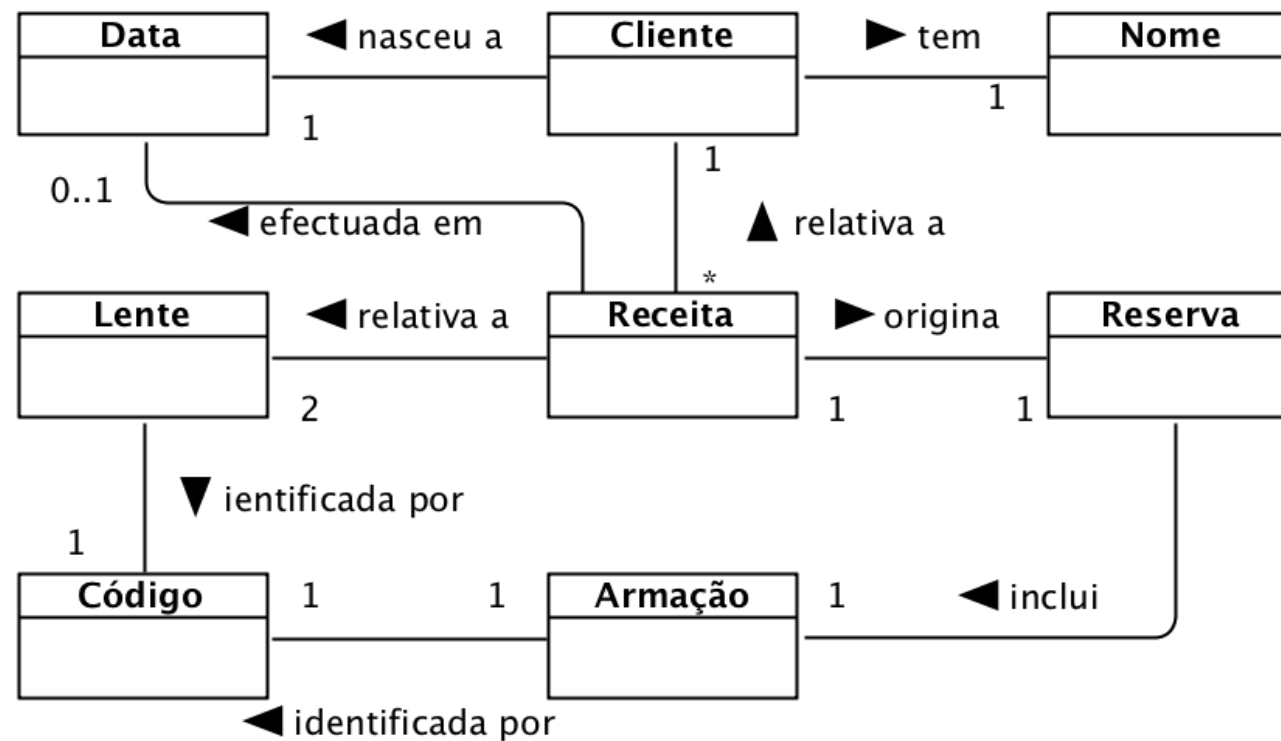 Data
nasceu a
Cliente
tem
Nome
1
1
1
0..1
efectuada em
relativa a
*
Lente
relativa a
Receita
origina
Reserva
2
1
1
ientificada por
1
Código
1
1
Armação
1
inclui
identificada por